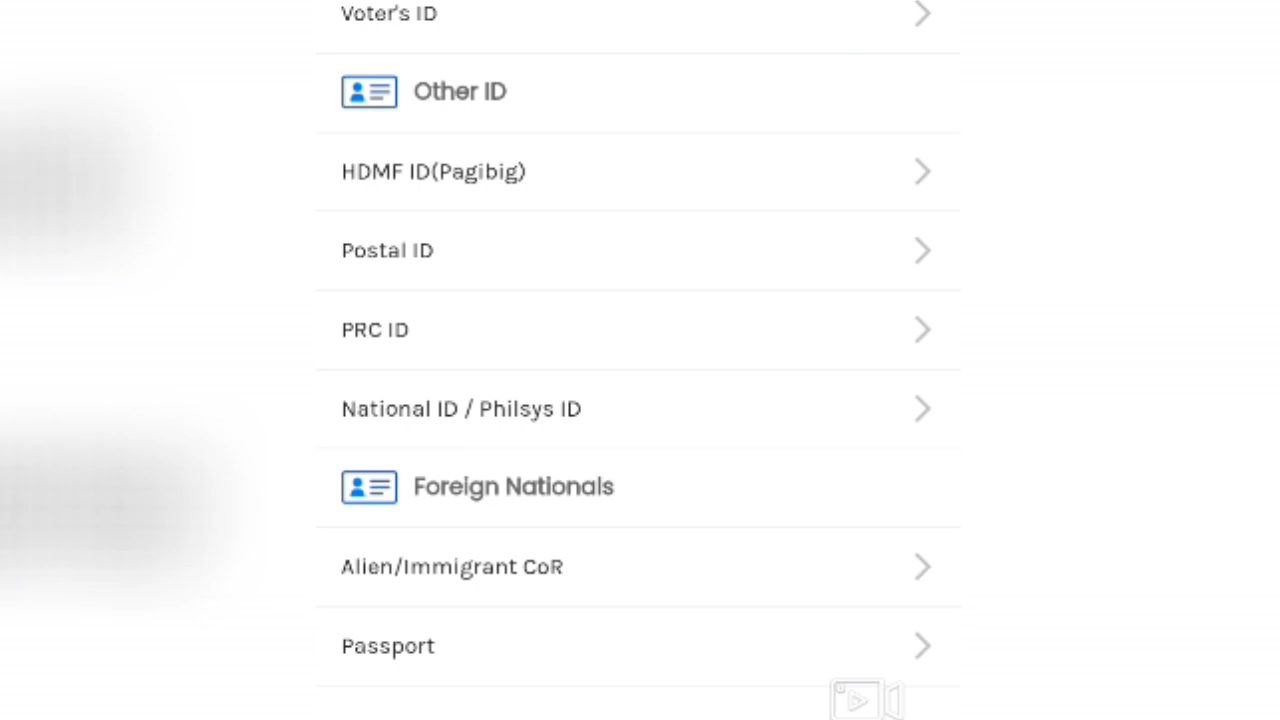 Voter's ID
Other ID
HDMF ID(Pagibig)
Postal ID
PRC ID
National ID / Philsys ID
Foreign Nationals
Alien/Immigrant CoR
Passport